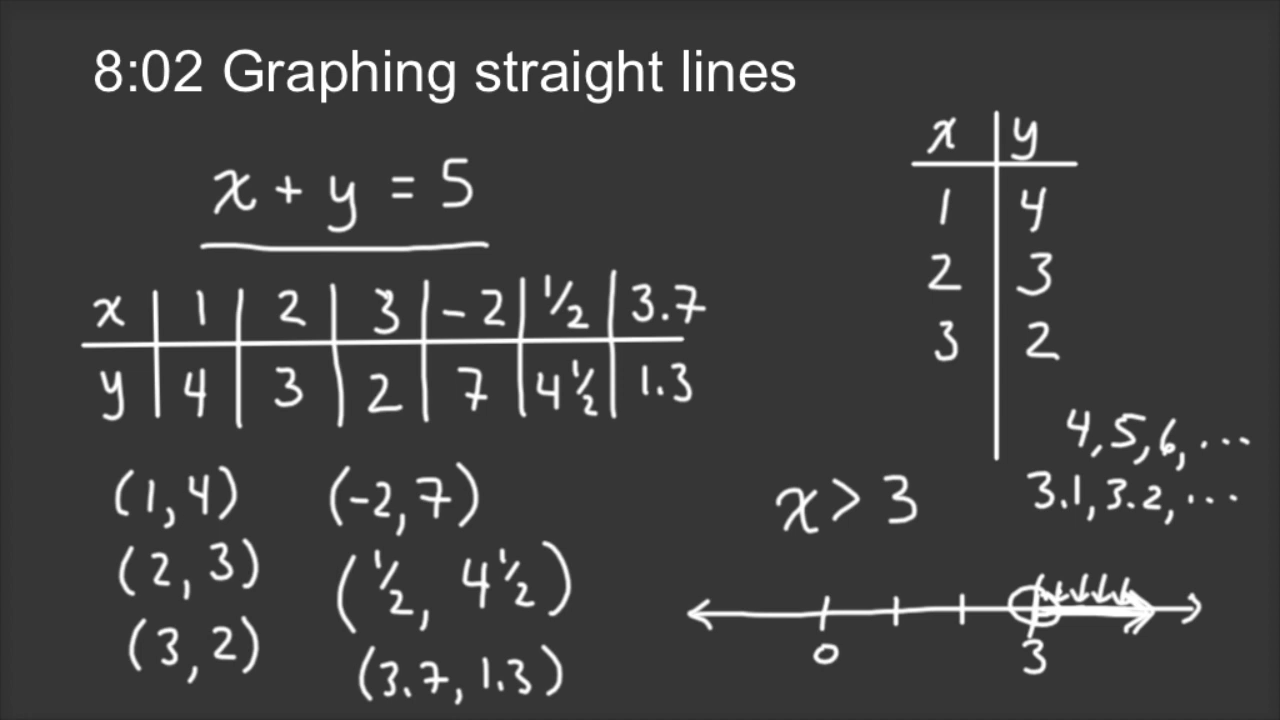 8:02 Graphing straight lines
x + y = 5
x | 1 | 2 | 3 | -2 | ½ | 3.7
y | 4 | 3 | 2 | 7 | 4½ | 1.3
(1,4) (-2,7)
(2,3) (½, 4½)
(3,2) (3.7, 1.3)
x | y
1 | 4
2 | 3
3 | 2
4,5,6,...
x > 3 3.1, 3.2, ...
0 3